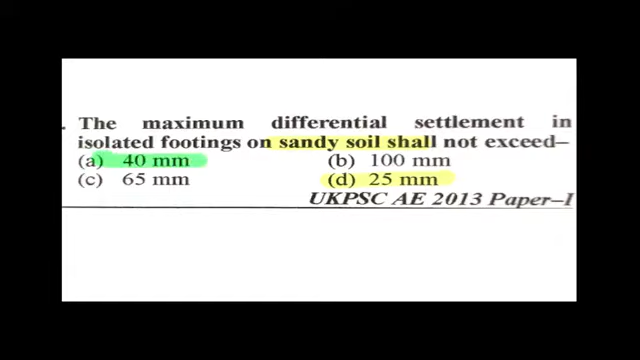 . The maximum differential settlement in
isolated footings on sandy soil shall not exceed–
(a) 40 mm (b) 100 mm
(c) 65 mm (d) 25 mm
UKPSC AE 2013 Paper–I